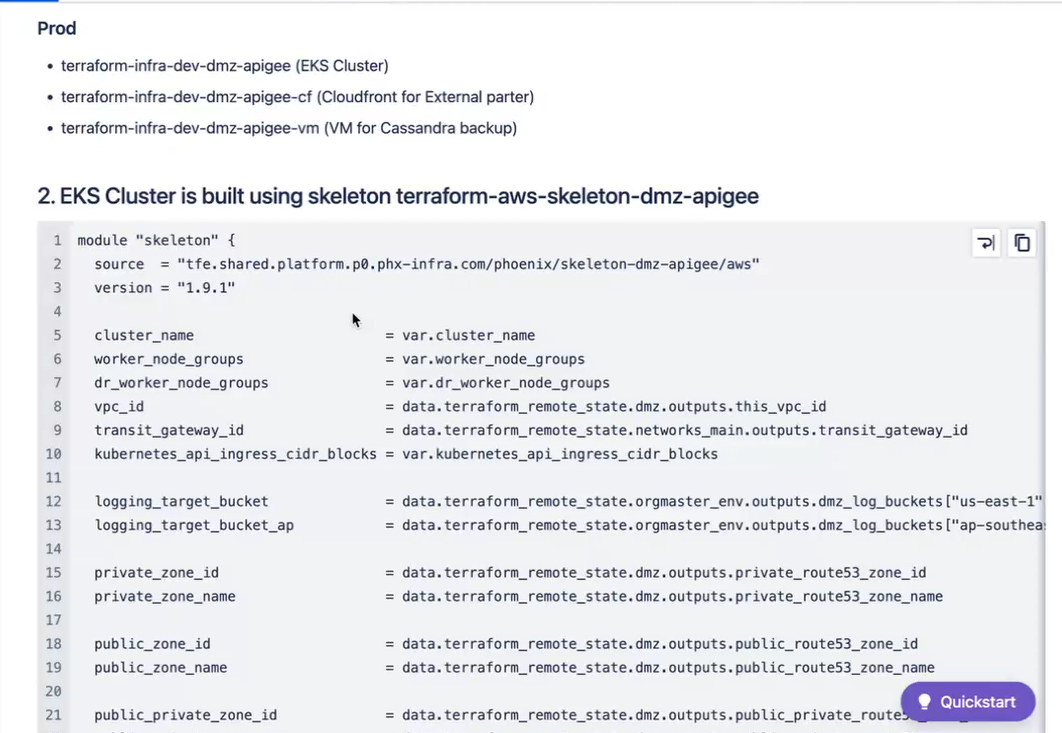 Prod
• terraform-infra-dev-dmz-apigee (EKS Cluster)
• terraform-infra-dev-dmz-apigee-cf (Cloudfront for External parter)
• terraform-infra-dev-dmz-apigee-vm (VM for Cassandra backup)
2. EKS Cluster is built using skeleton terraform-aws-skeleton-dmz-apigee
1 module "skeleton" {
2 source = "tfe.shared.platform.p0.phx-infra.com/phoenix/skeleton-dmz-apigee/aws"
3 version = "1.9.1"
4
5 cluster_name = var.cluster_name
6 worker_node_groups = var.worker_node_groups
7 dr_worker_node_groups = var.dr_worker_node_groups
8 vpc_id = data.terraform_remote_state.dmz.outputs.this_vpc_id
9 transit_gateway_id = data.terraform_remote_state.networks_main.outputs.transit_gateway_id
10 kubernetes_api_ingress_cidr_blocks = var.kubernetes_api_ingress_cidr_blocks
11
12 logging_target_bucket = data.terraform_remote_state.orgmaster_env.outputs.dmz_log_buckets["us-east-1"
13 logging_target_bucket_ap = data.terraform_remote_state.orgmaster_env.outputs.dmz_log_buckets["ap-southeas
14
15 private_zone_id = data.terraform_remote_state.dmz.outputs.private_route53_zone_id
16 private_zone_name = data.terraform_remote_state.dmz.outputs.private_route53_zone_name
17
18 public_zone_id = data.terraform_remote_state.dmz.outputs.public_route53_zone_id
19 public_zone_name = data.terraform_remote_state.dmz.outputs.public_route53_zone_name
20
21 public_private_zone_id = data.terraform_remote_state.dmz.outputs.public_private_route5
Quickstart